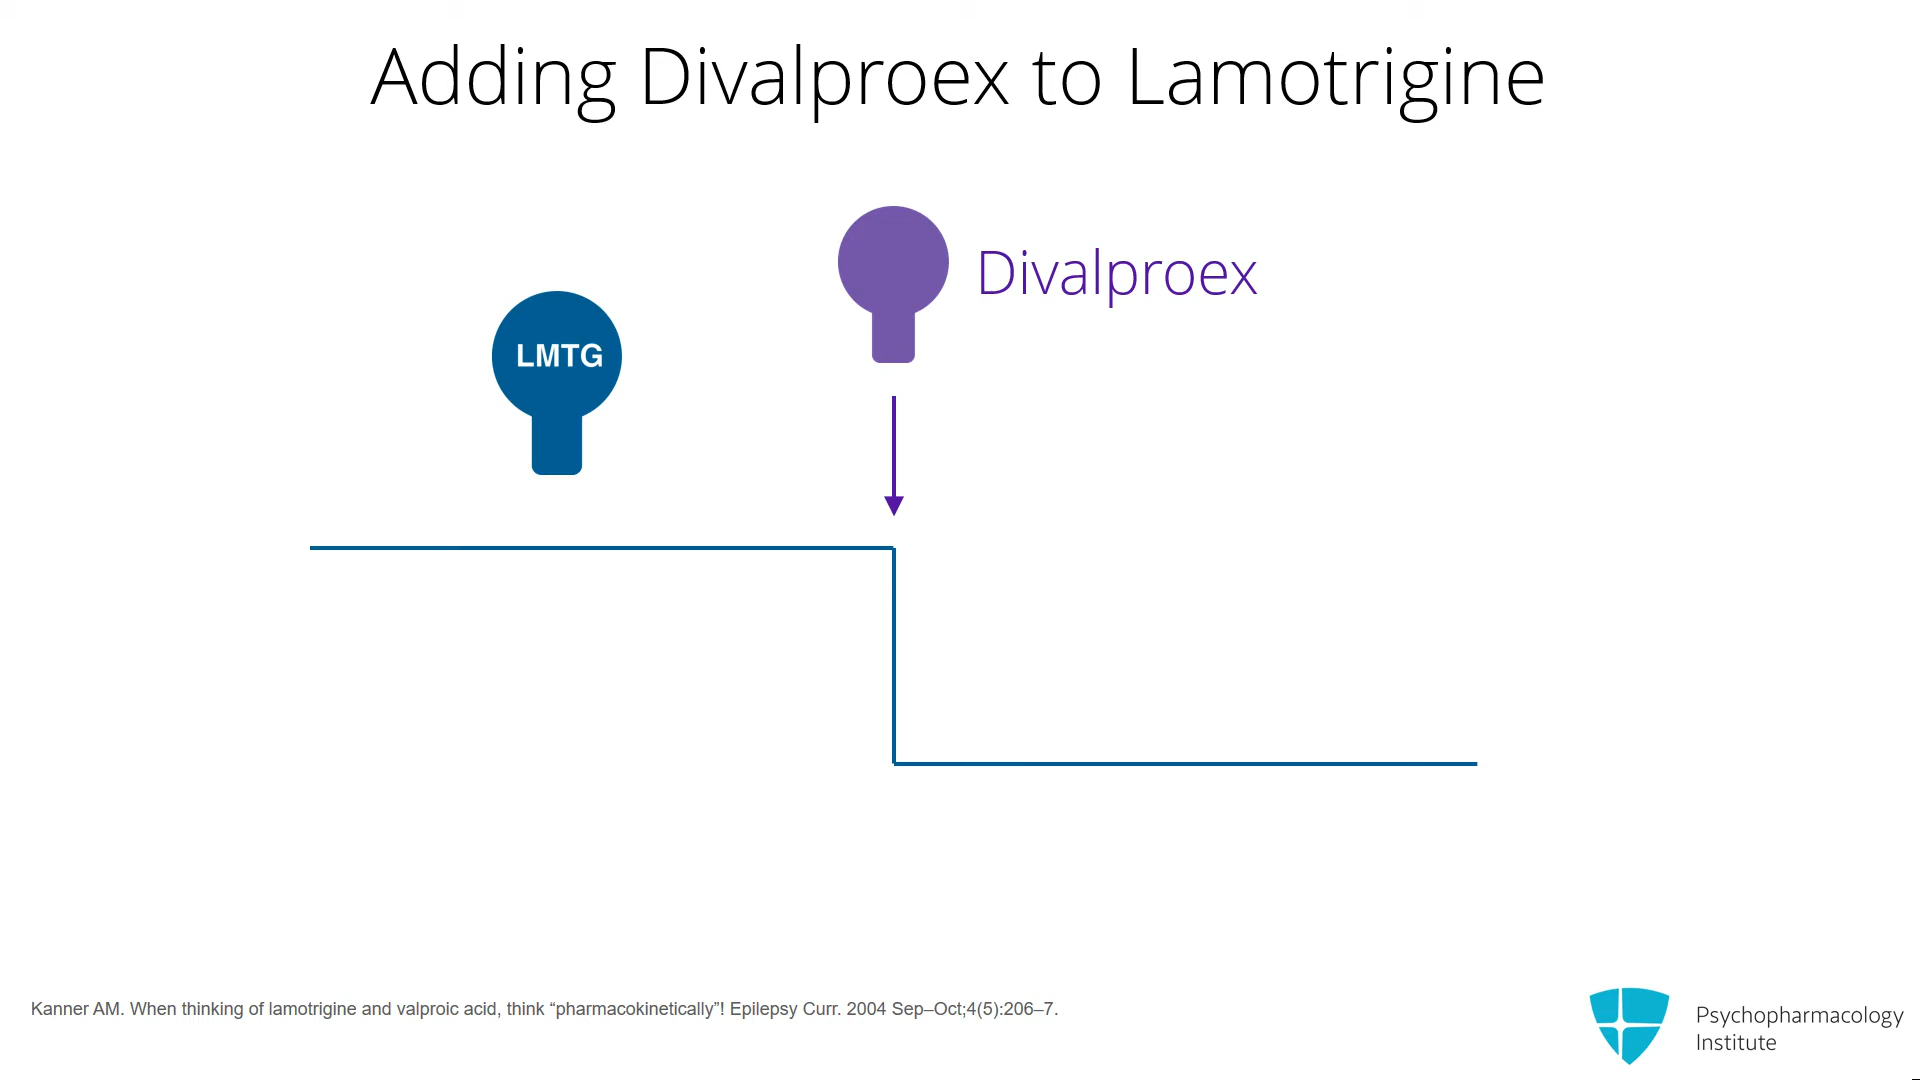 Adding Divalproex to Lamotrigine
Divalproex
LMTG
Kanner AM. When thinking of lamotrigine and valproic acid, think “pharmacokinetically”! Epilepsy Curr. 2004 Sep–Oct;4(5):206–7.
Psychopharmacology
Institute